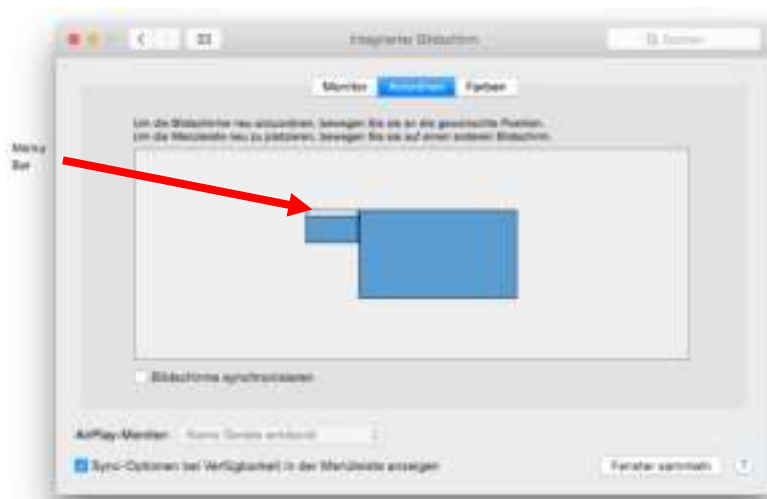 Integrierter Bildschirm
Suchen
Monitor Anordnen Farben
Um die Bildschirme neu anzuordnen, bewegen Sie sie an die gewünschte Position.
Um die Menüleiste neu zu platzieren, bewegen Sie sie auf einen anderen Bildschirm.
Menu
Bar
Bildschirme synchronisieren
AirPlay-Monitor: Keine Geräte entdeckt
Sync-Optionen bei Verfügbarkeit in der Menüleiste anzeigen
Fenster sammeln ?